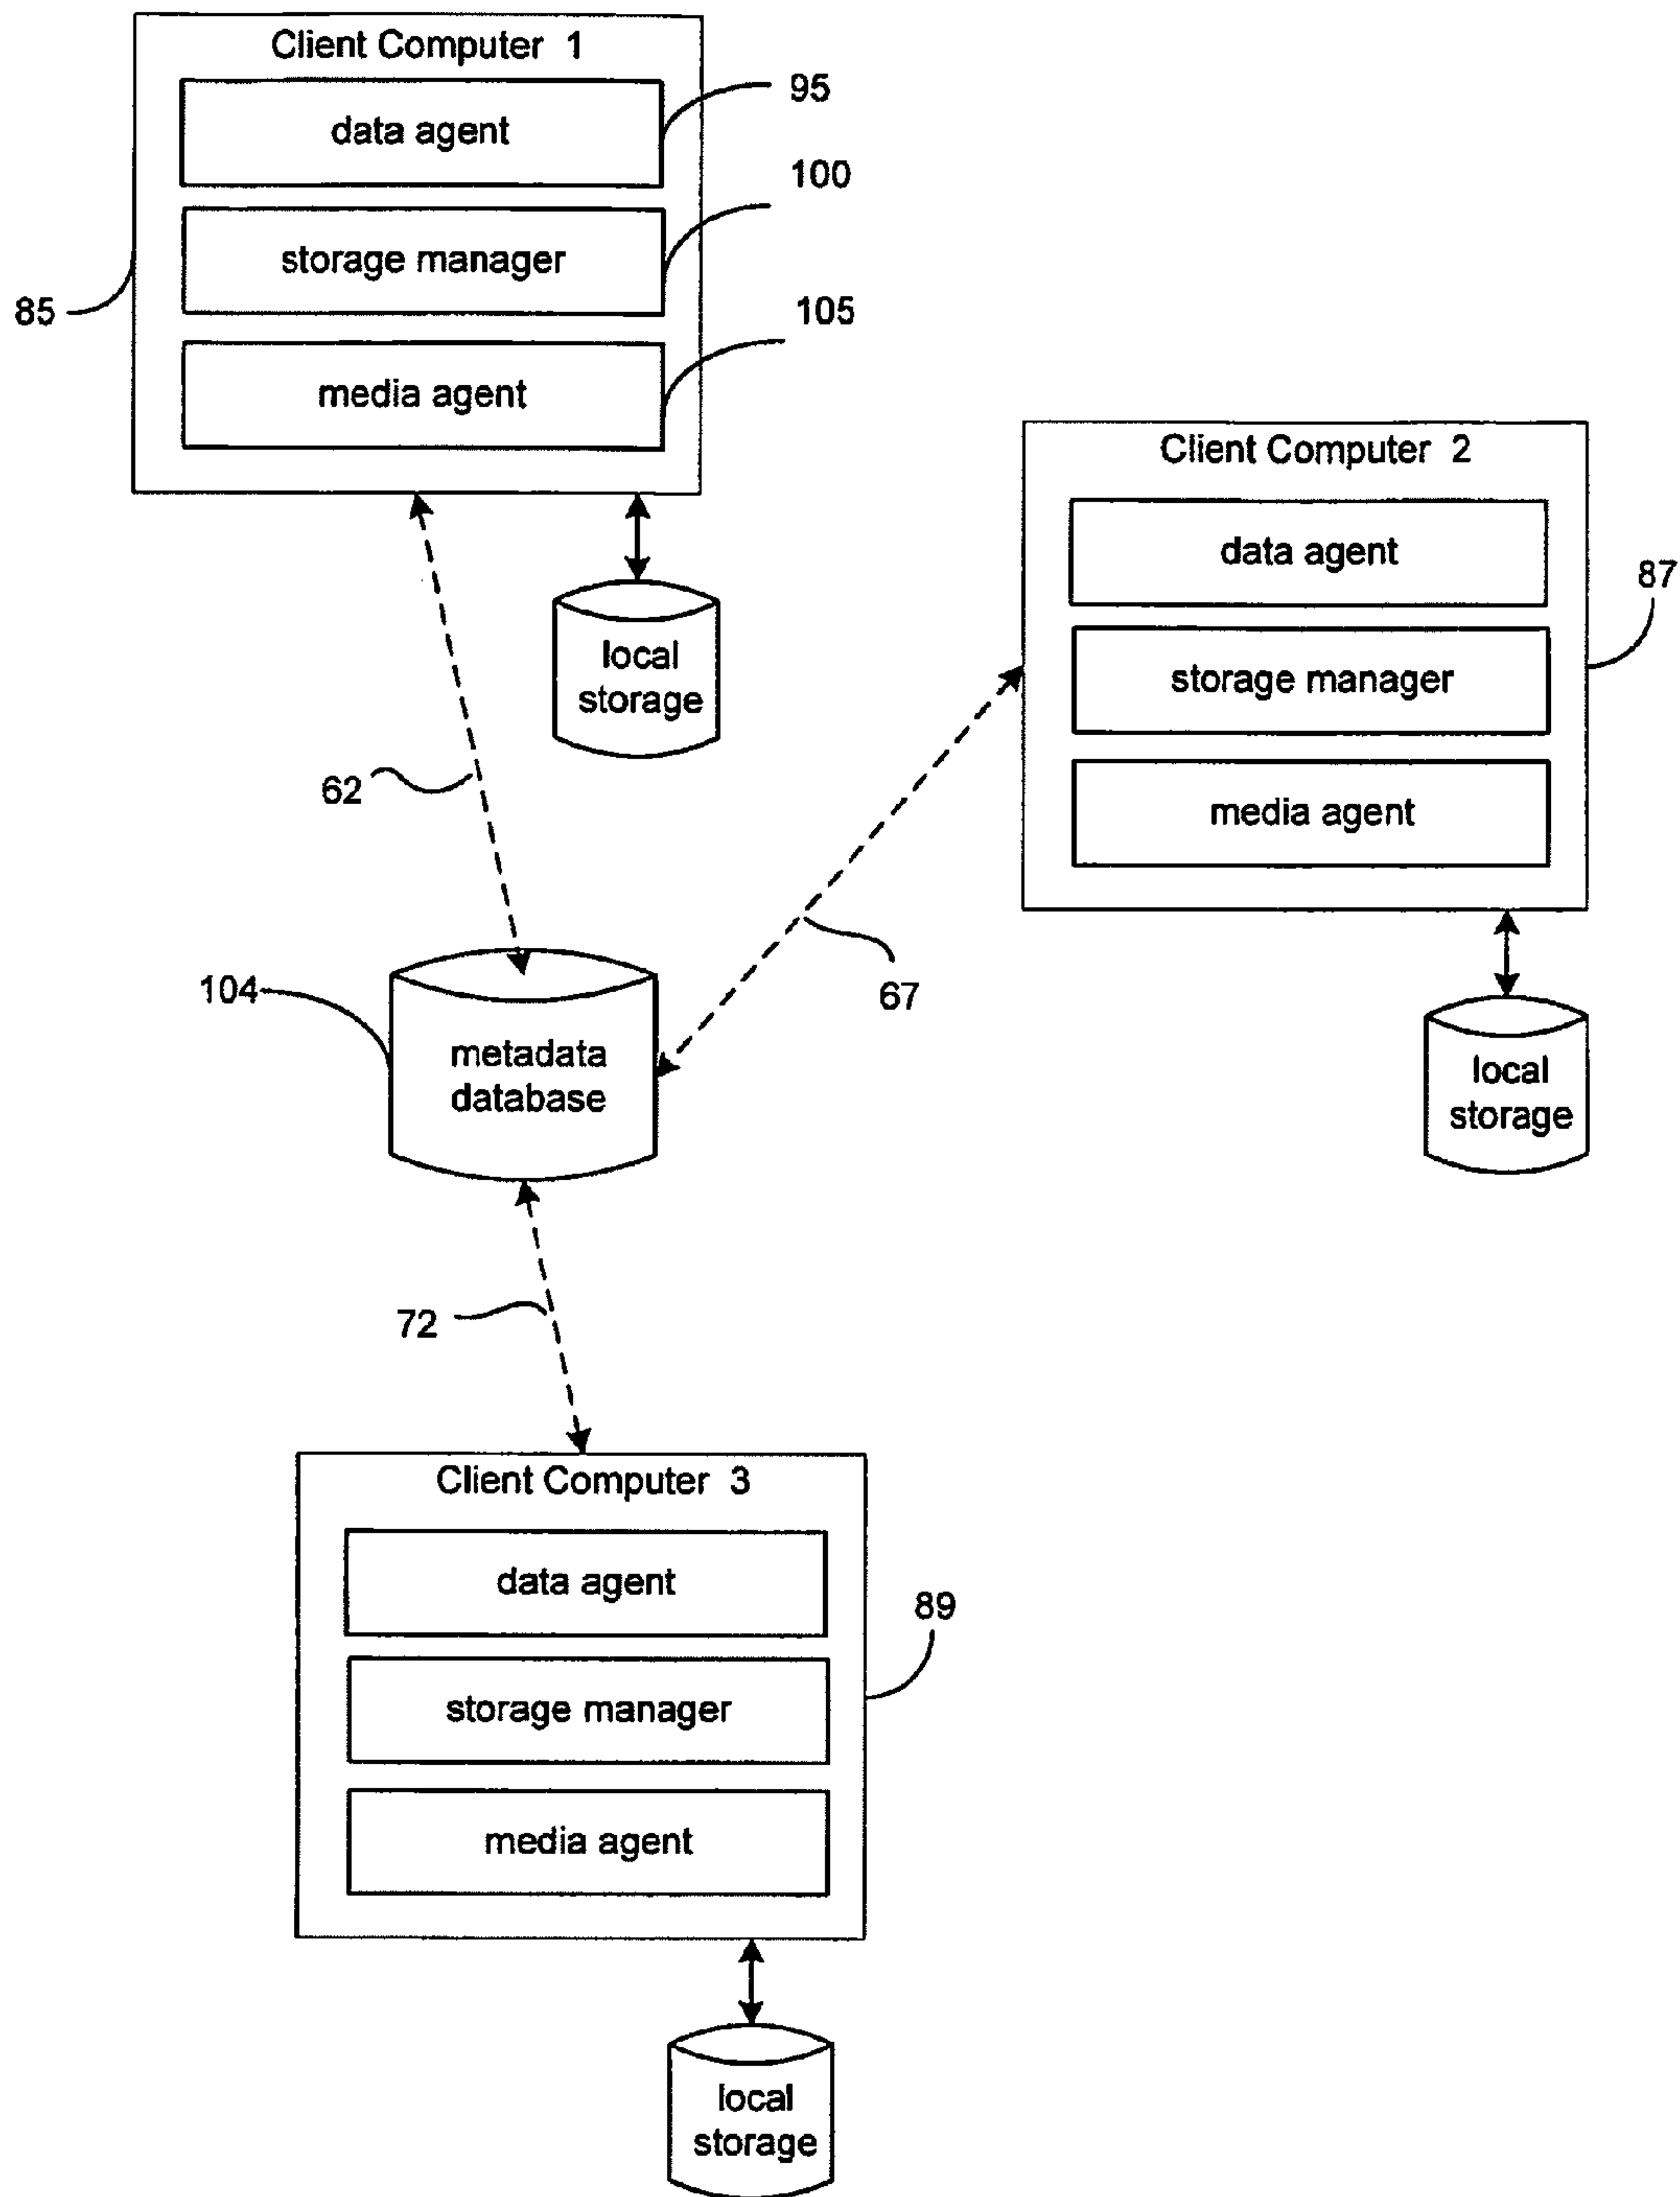 Client Computer 1
data agent
95
100
storage manager
85
105
media agent
Client Computer 2
data agent
87
local
storage
storage manager
62
media agent
104
67
metadata
database
local
storage
72
Client Computer 3
data agent
89
storage manager
media agent
local
storage